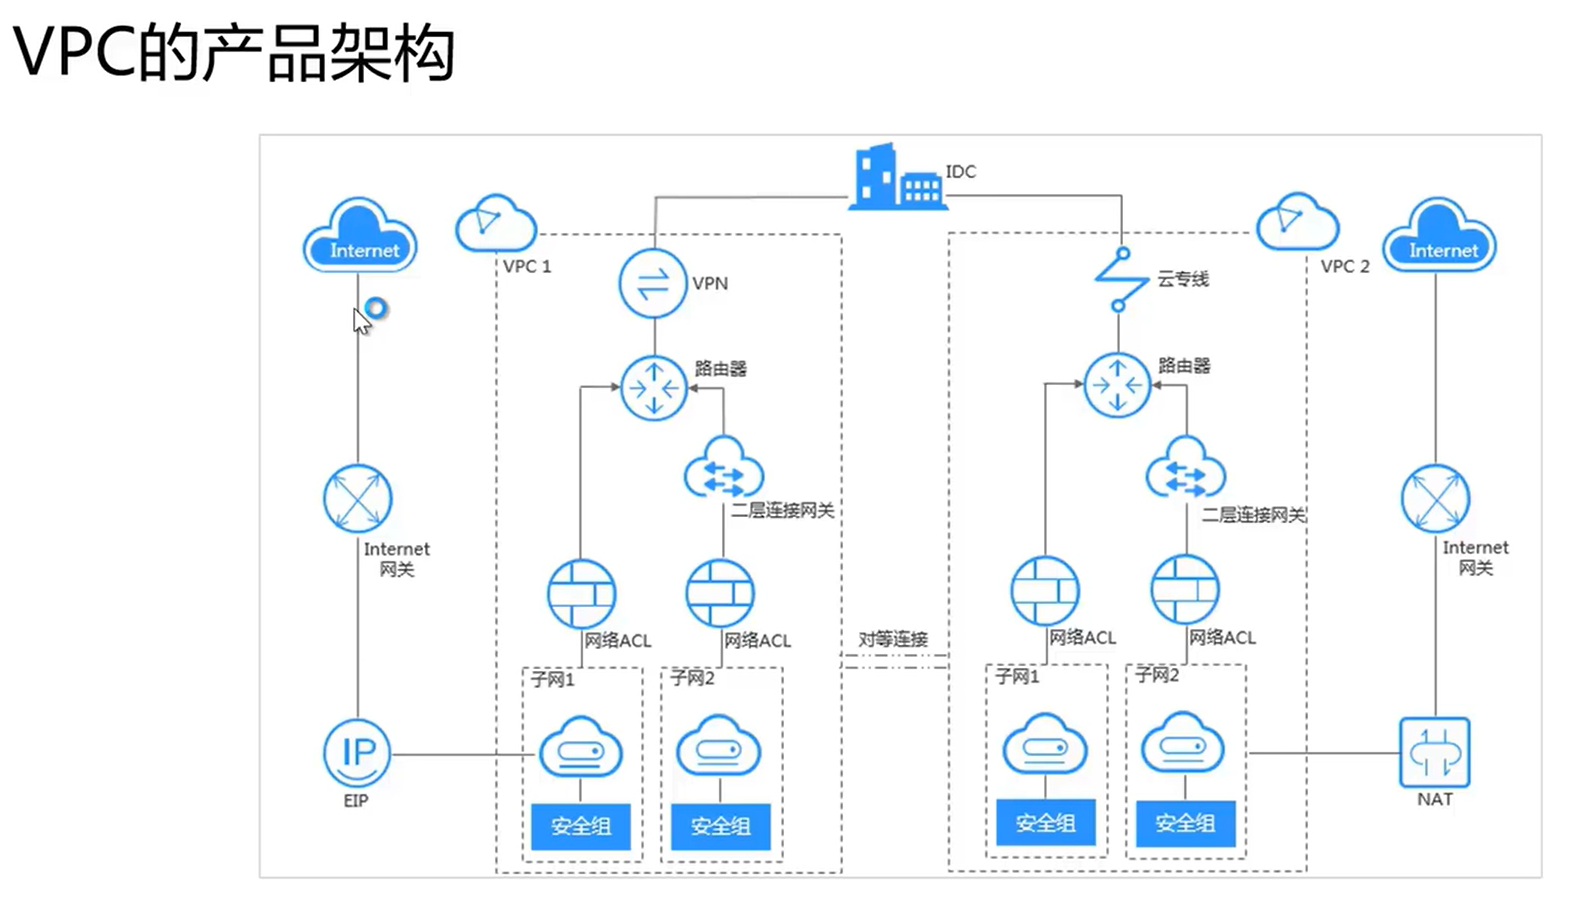 VPC的产品架构
IDC
Internet
VPC 1
VPN
云专线
VPC 2
Internet
路由器
路由器
二层连接网关
二层连接网关
Internet
网关
Internet
网关
网络ACL
网络ACL
对等连接
网络ACL
网络ACL
子网1
子网2
子网1
子网2
IP
EIP
NAT
安全组
安全组
安全组
安全组